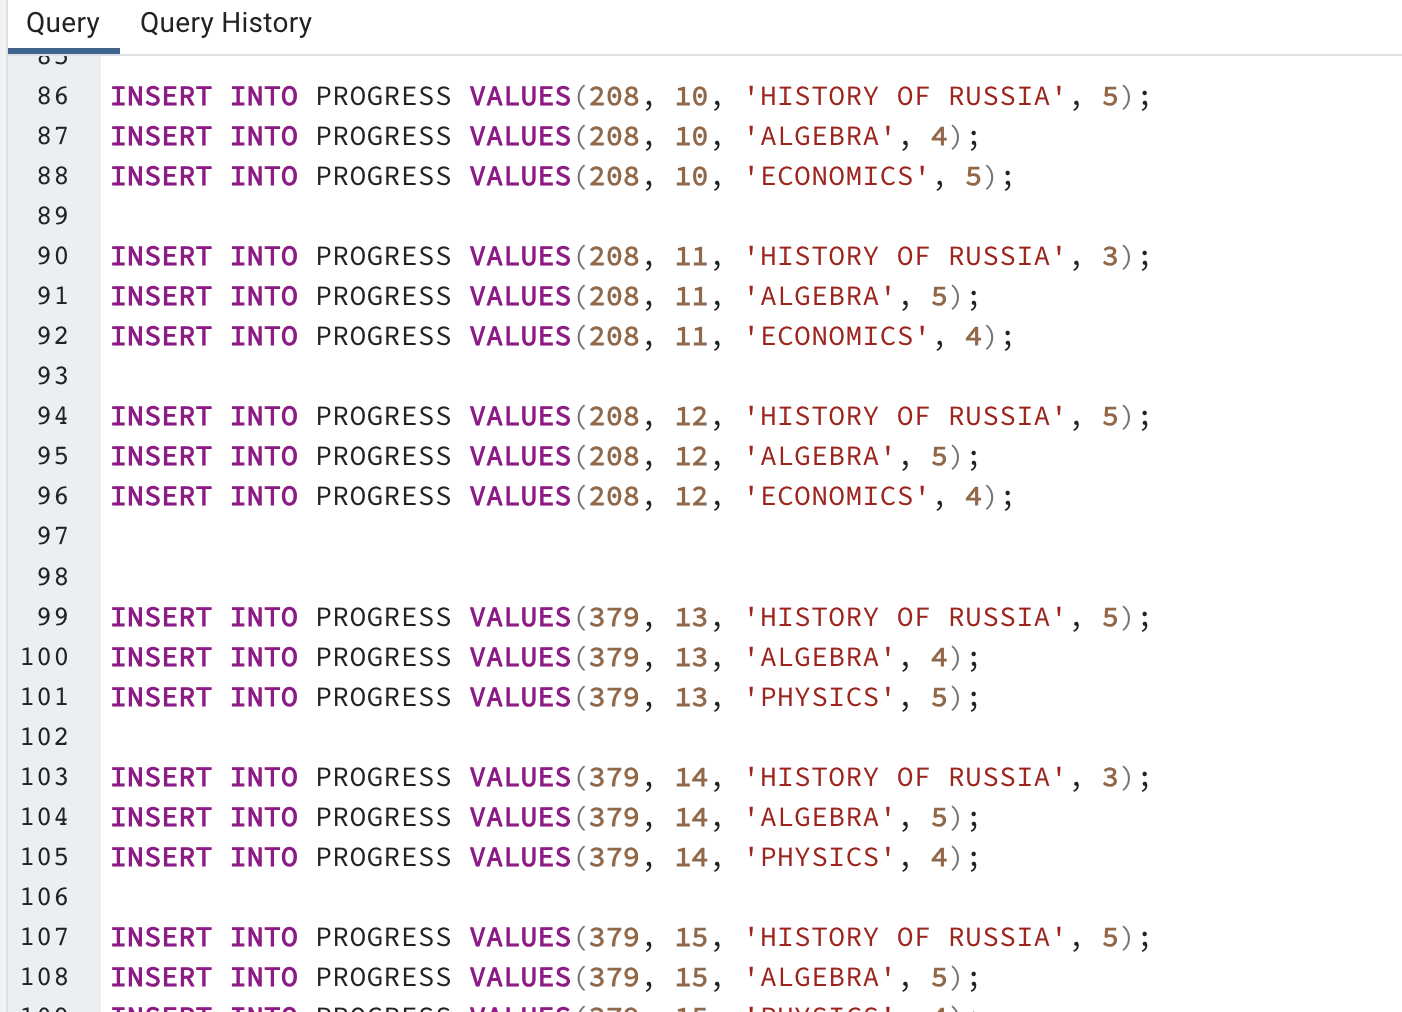 Query Query History
85
86 INSERT INTO PROGRESS VALUES(208, 10, 'HISTORY OF RUSSIA', 5);
87 INSERT INTO PROGRESS VALUES(208, 10, 'ALGEBRA', 4);
88 INSERT INTO PROGRESS VALUES(208, 10, 'ECONOMICS', 5);
89
90 INSERT INTO PROGRESS VALUES(208, 11, 'HISTORY OF RUSSIA', 3);
91 INSERT INTO PROGRESS VALUES(208, 11, 'ALGEBRA', 5);
92 INSERT INTO PROGRESS VALUES(208, 11, 'ECONOMICS', 4);
93
94 INSERT INTO PROGRESS VALUES(208, 12, 'HISTORY OF RUSSIA', 5);
95 INSERT INTO PROGRESS VALUES(208, 12, 'ALGEBRA', 5);
96 INSERT INTO PROGRESS VALUES(208, 12, 'ECONOMICS', 4);
97
98
99 INSERT INTO PROGRESS VALUES(379, 13, 'HISTORY OF RUSSIA', 5);
100 INSERT INTO PROGRESS VALUES(379, 13, 'ALGEBRA', 4);
101 INSERT INTO PROGRESS VALUES(379, 13, 'PHYSICS', 5);
102
103 INSERT INTO PROGRESS VALUES(379, 14, 'HISTORY OF RUSSIA', 3);
104 INSERT INTO PROGRESS VALUES(379, 14, 'ALGEBRA', 5);
105 INSERT INTO PROGRESS VALUES(379, 14, 'PHYSICS', 4);
106
107 INSERT INTO PROGRESS VALUES(379, 15, 'HISTORY OF RUSSIA', 5);
108 INSERT INTO PROGRESS VALUES(379, 15, 'ALGEBRA', 5);
109 INSERT INTO PROGRESS VALUES(379, 15, 'PHYSICS', 4);